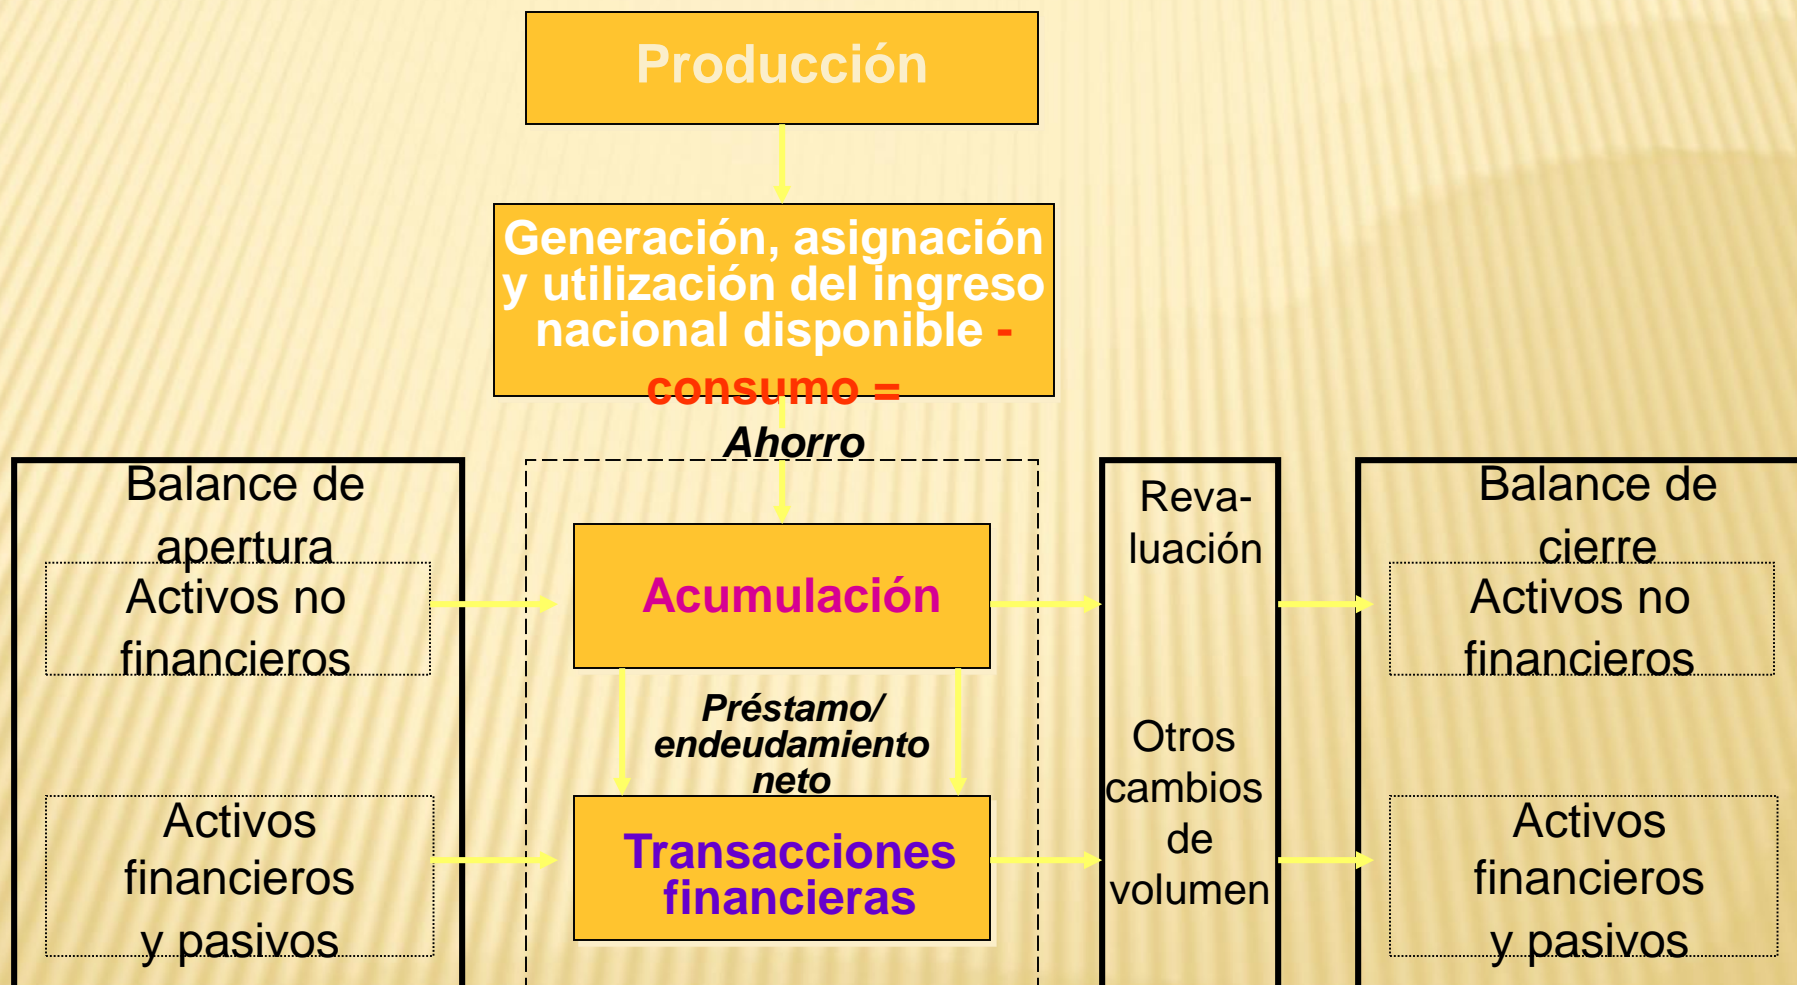 Producción
Generación, asignación
y utilización del ingreso
nacional disponible -
consumo =
Ahorro
Balance de
apertura
Activos no
financieros
Activos
financieros
y pasivos
Acumulación
Préstamo/
endeudamiento
neto
Transacciones
financieras
Reva-
luación
Otros
cambios
de
volumen
Balance de
cierre
Activos no
financieros
Activos
financieros
y pasivos